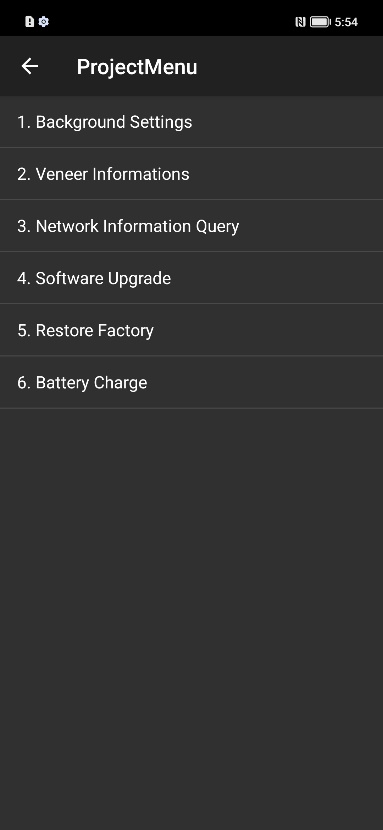 5:54
ProjectMenu
1. Background Settings
2. Veneer Informations
3. Network Information Query
4. Software Upgrade
5. Restore Factory
6. Battery Charge